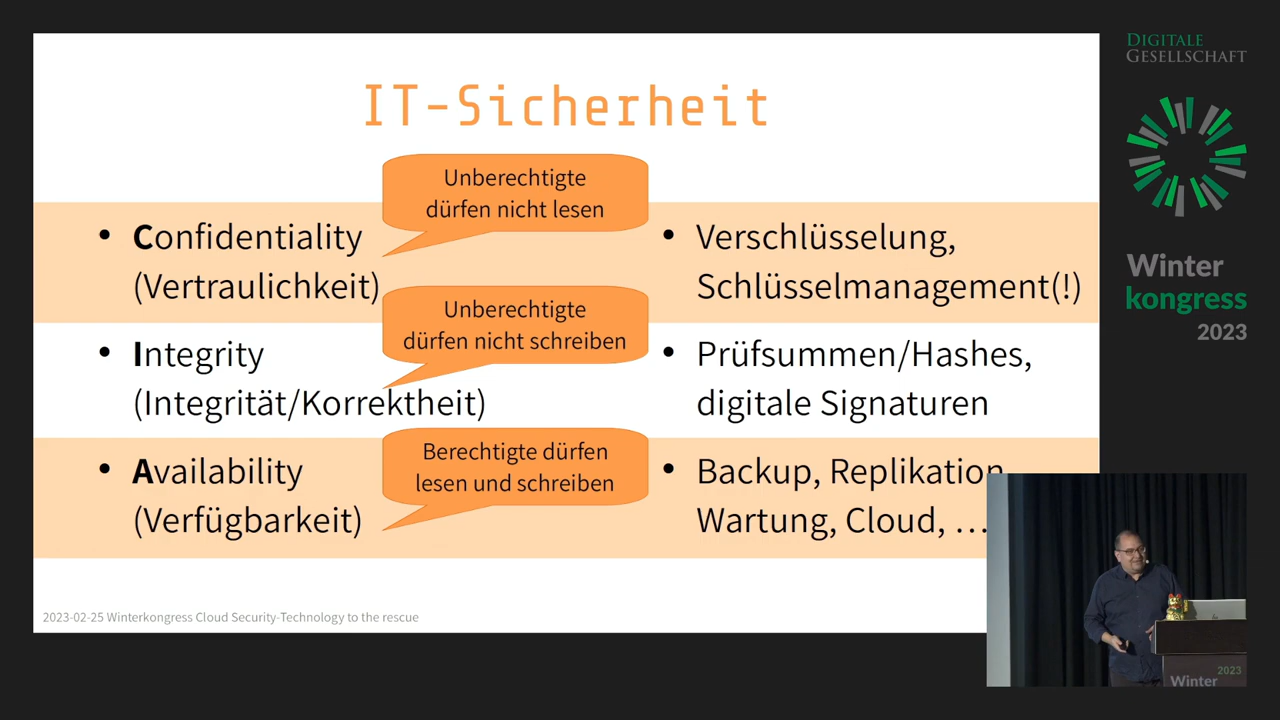 IT-Sicherheit
Unberechtigte
dürfen nicht lesen
• Confidentiality
(Vertraulichkeit)
• Verschlüsselung,
Schlüsselmanagement(!)
Unberechtigte
dürfen nicht schreiben
• Integrity
(Integrität/Korrektheit)
• Prüfsummen/Hashes,
digitale Signaturen
Berechtigte dürfen
lesen und schreiben
• Availability
(Verfügbarkeit)
• Backup, Replikation
Wartung, Cloud, …
2023-02-25 Winterkongress Cloud Security-Technology to the rescue
DIGITALE
GESELLSCHAFT
Winter
kongress
2023
2023
Winter